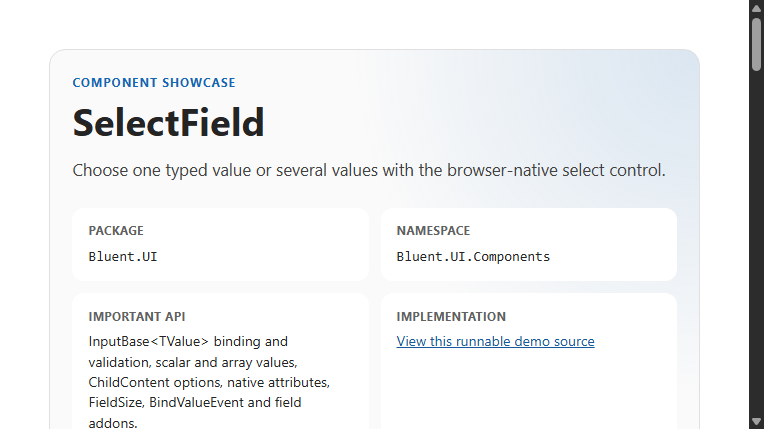 COMPONENT SHOWCASE
SelectField
Choose one typed value or several values with the browser-native select control.
PACKAGE
Bluent.UI
NAMESPACE
Bluent.UI.Components
IMPORTANT API
InputBase<TValue> binding and
validation, scalar and array values,
ChildContent options, native attributes,
FieldSize, BindValueEvent and field
addons.
IMPLEMENTATION
View this runnable demo source